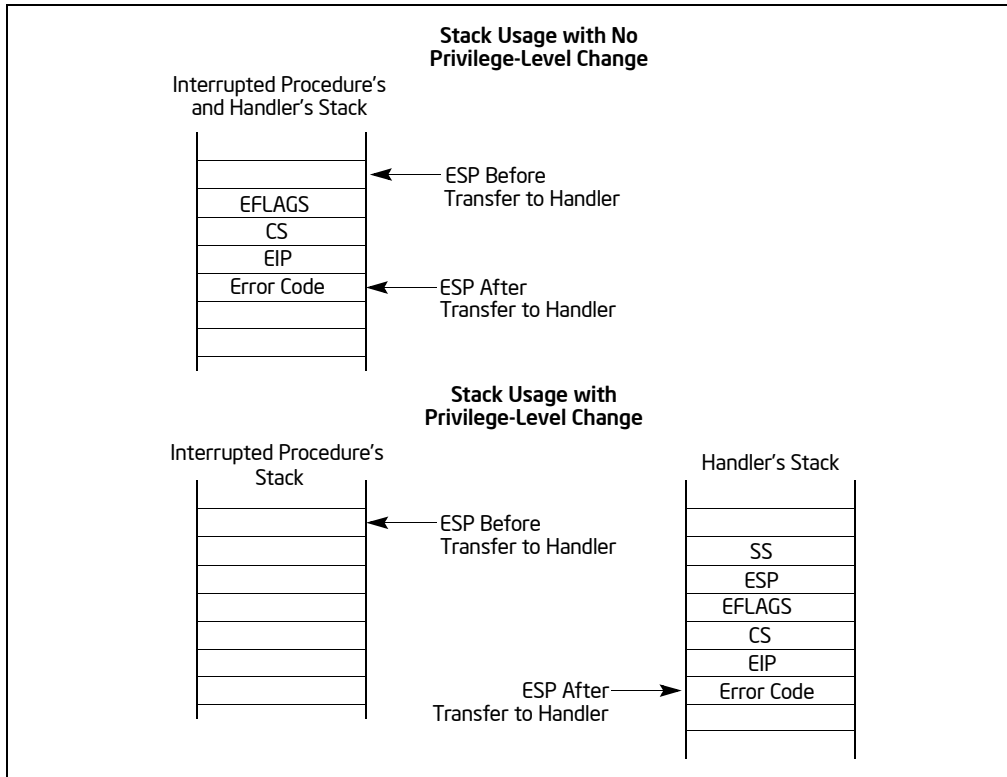 Stack Usage with No
Privilege-Level Change
Interrupted Procedure's
and Handler's Stack
ESP Before
Transfer to Handler
EFLAGS
CS
EIP
Error Code
ESP After
Transfer to Handler
Stack Usage with
Privilege-Level Change
Interrupted Procedure's
Stack
Handler's Stack
ESP Before
Transfer to Handler
SS
ESP
EFLAGS
CS
EIP
ESP After
Transfer to Handler
Error Code